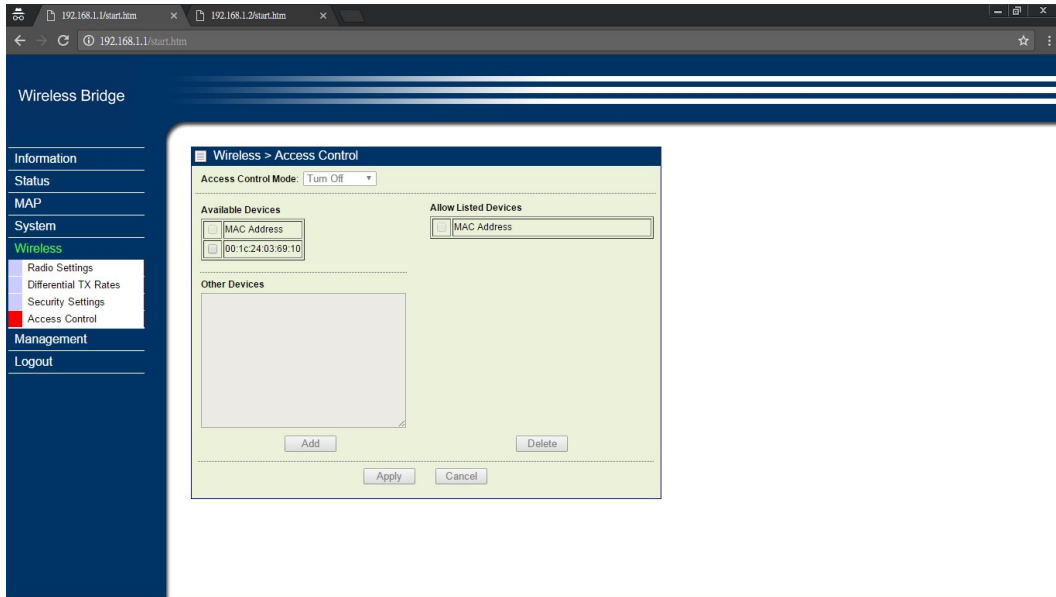 192.168.1.1/start.htm
192.168.1.2/start.htm
192.168.1.1/start.htm
Wireless Bridge
Information
Status
MAP
System
Wireless
Radio Settings
Differential TX Rates
Security Settings
Access Control
Management
Logout
Wireless > Access Control
Access Control Mode: Turn Off
Available Devices
MAC Address
00:1c:24:03:69:10
Allow Listed Devices
MAC Address
Other Devices
Add
Delete
Apply
Cancel